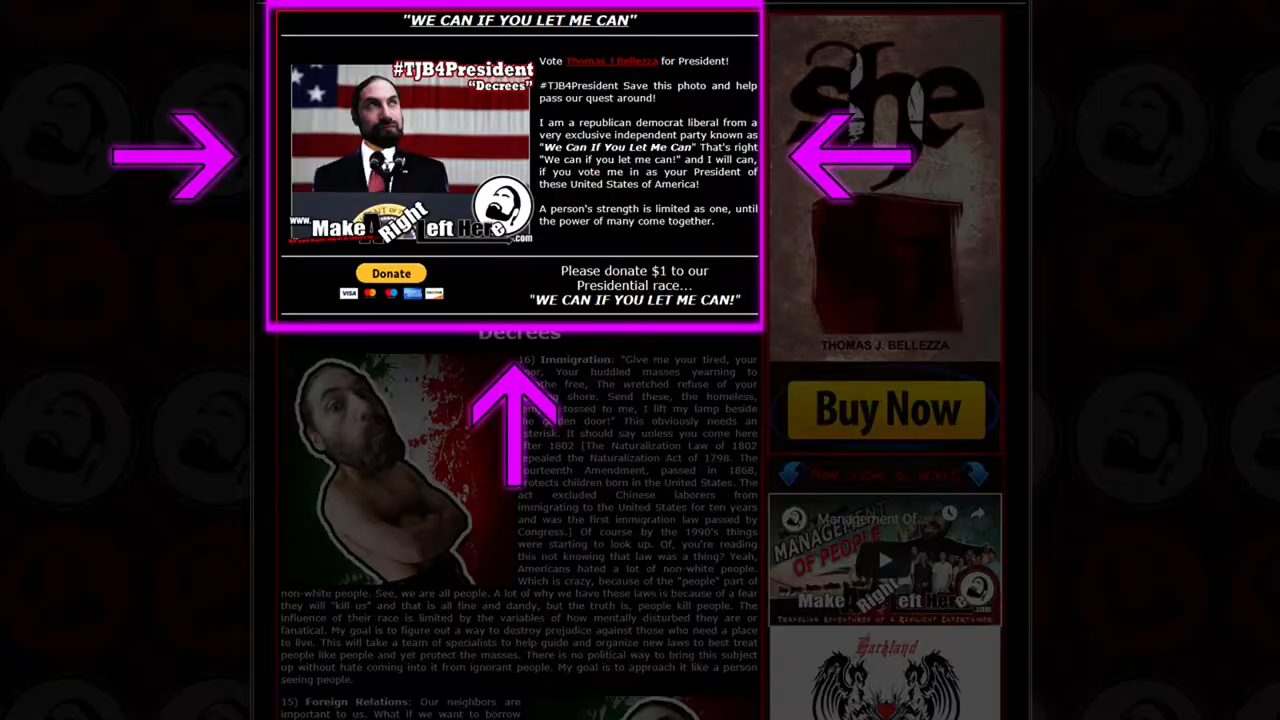 "WE CAN IF YOU LET ME CAN"
#TJB4President
"Decrees"
www.
Make A Right Left Here
.com
Vote Thomas J Bellezza for President!
#TJB4President Save this photo and help
pass our quest around!
I am a republican democrat liberal from a
very exclusive independent party known as
"We Can If You Let Me Can" That's right
"We can if you let me can!" and I will can,
if you vote me in as your President of
these United States of America!
A person's strength is limited as one, until
the power of many come together.
Donate
VISA
Please donate $1 to our
Presidential race...
"WE CAN IF YOU LET ME CAN!"
Decrees
16) Immigration: "Give me your tired, your
Your huddled masses yearning to
free, The wretched refuse of your
shore. Send these, the homeless,
tossed to me, I lift my lamp beside
door!" This obviously needs an
asterisk. It should say unless you come here
after 1802 [The Naturalization Law of 1802
repealed the Naturalization Act of 1798. The
Fourteenth Amendment, passed in 1868,
protects children born in the United States. The
act excluded Chinese laborers from
immigrating to the United States for ten years
and was the first immigration law passed by
Congress.] Of course by the 1990's things
were starting to look up. Of, you're reading
this not knowing that law was a thing? Yeah,
Americans hated a lot of non-white people.
Which is crazy, because of the "people" part of
non-white people. See, we are all people. A lot of why we have these laws is because of a fear
they will "kill us" and that is all fine and dandy, but the truth is, people kill people. The
influence of their race is limited by the variables of how mentally disturbed they are or
fanatical. My goal is to figure out a way to destroy prejudice against those who need a place
to live. This will take a team of specialists to help guide and organize new laws to best treat
people like people and yet protect the masses. There is no political way to bring this subject
up without hate coming into it from ignorant people. My goal is to approach it like a person
seeing people.
15) Foreign Relations: Our neighbors are
important to us. What if we want to borrow
she
THOMAS J. BELLEZZA
Buy Now
Management Of...
MANAGEMENT
OF PEOPLE
Make A Right Left Here
.com
TRAVELING ADVENTURES OF A RESILIENT ENTERTAINER